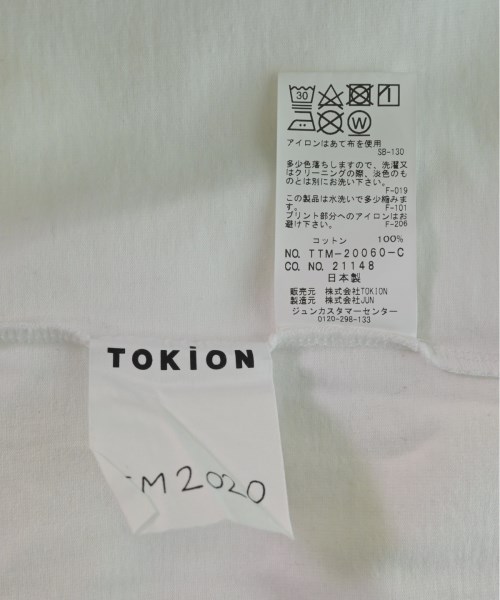 30
W
アイロンはあて布を使用
SB-130
多少色落ちしますので、洗濯又
はクリーニングの際、淡色のも
のとは別にお洗い下さい。
F-019
この製品は水洗いで多少縮みます。
F-101
プリント部分へのアイロンはお
避け下さい。 F-206
コットン 100%
NO. TTM-20060-C
CO. NO. 21148
日本製
販売元 株式会社TOKION
製造元 株式会社JUN
ジュンカスタマーセンター
0120-298-133
TOKiON
M2020